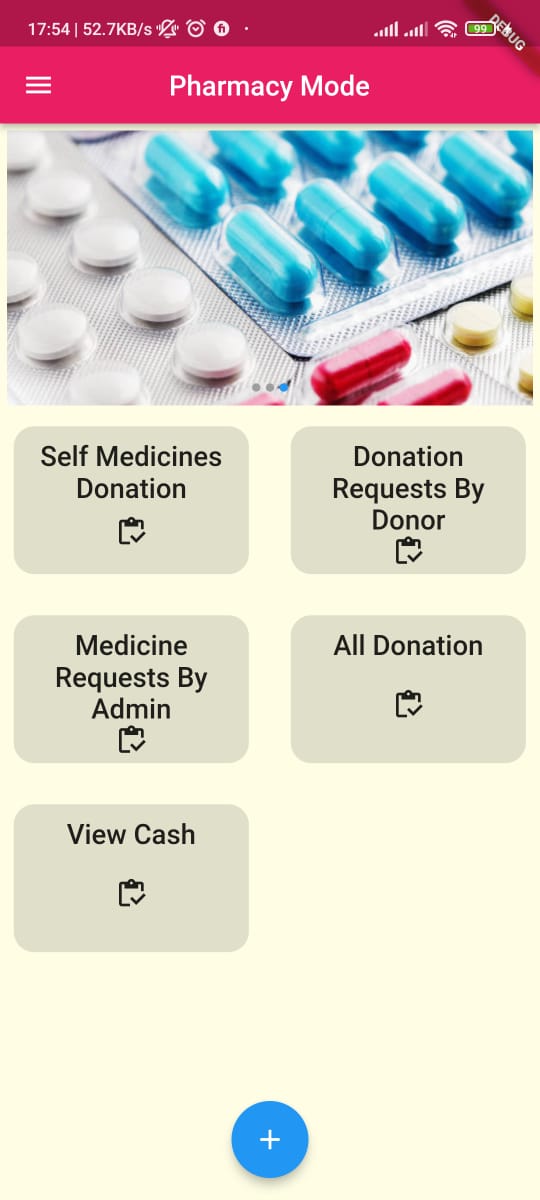 17:54 | 52.7KB/s
99
DEBUG
Pharmacy Mode
Self Medicines
Donation
Donation
Requests By
Donor
Medicine
Requests By
Admin
All Donation
View Cash